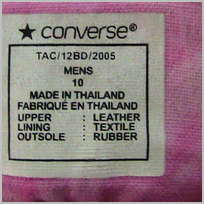 ★ converse®
TAC/12BD/2005
MENS
10
MADE IN THAILAND
FABRIQUÉ EN THAILAND
UPPER : LEATHER
LINING : TEXTILE
OUTSOLE : RUBBER